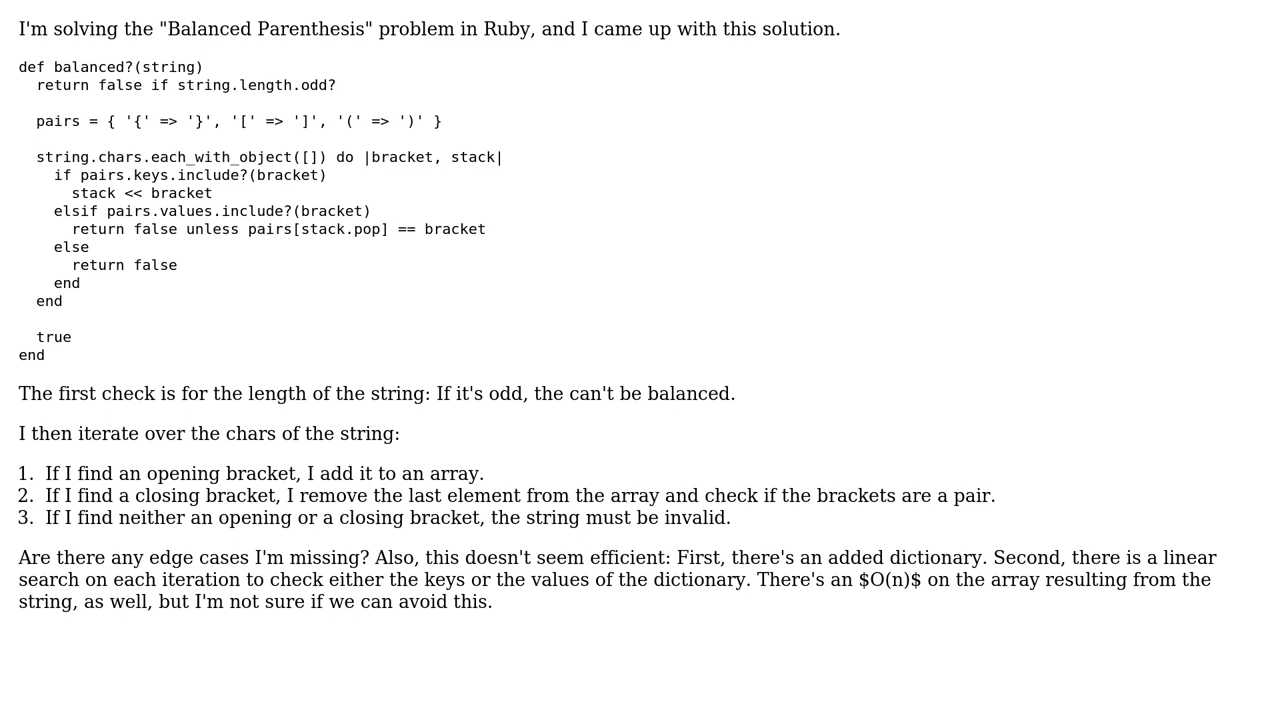 I'm solving the "Balanced Parenthesis" problem in Ruby, and I came up with this solution.
def balanced?(string)
  return false if string.length.odd?

  pairs = { '{' => '}', '[' => ']', '(' => ')' }

  string.chars.each_with_object([]) do |bracket, stack|
    if pairs.keys.include?(bracket)
      stack << bracket
    elsif pairs.values.include?(bracket)
      return false unless pairs[stack.pop] == bracket
    else
      return false
    end
  end

  true
end
The first check is for the length of the string: If it's odd, the can't be balanced.
I then iterate over the chars of the string:
1. If I find an opening bracket, I add it to an array.
2. If I find a closing bracket, I remove the last element from the array and check if the brackets are a pair.
3. If I find neither an opening or a closing bracket, the string must be invalid.
Are there any edge cases I'm missing? Also, this doesn't seem efficient: First, there's an added dictionary. Second, there is a linear
search on each iteration to check either the keys or the values of the dictionary. There's an $O(n)$ on the array resulting from the
string, as well, but I'm not sure if we can avoid this.